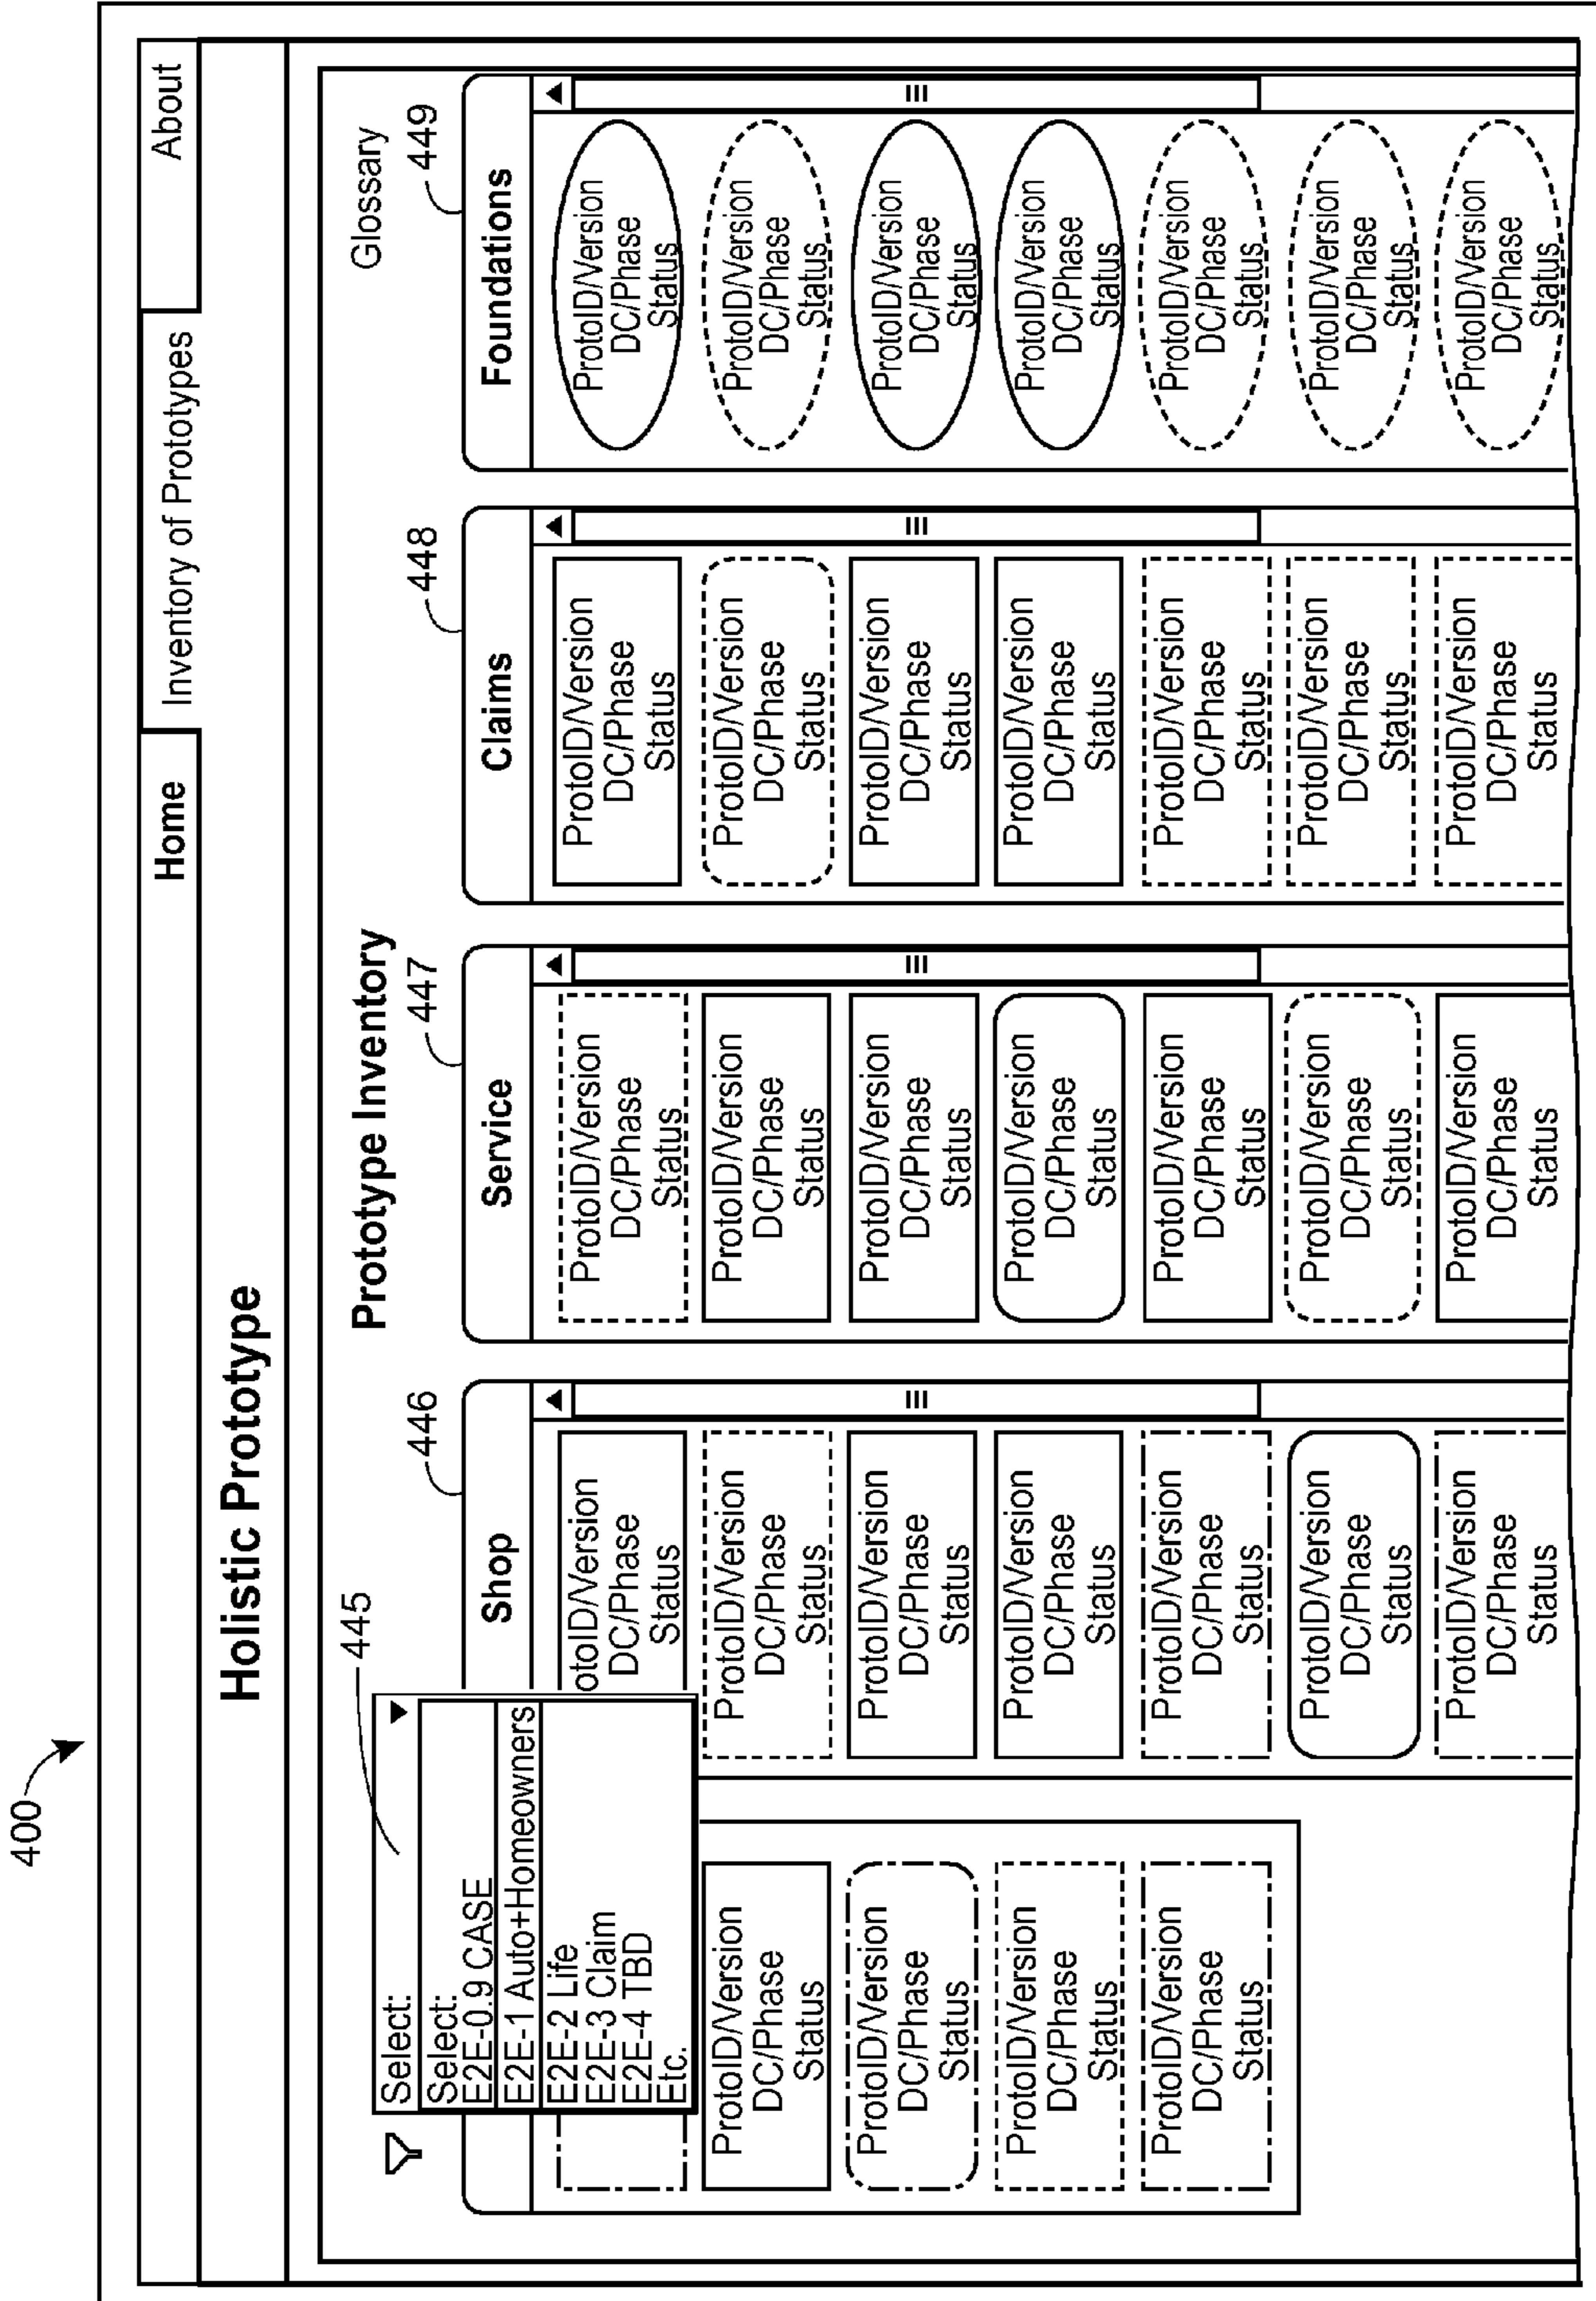 400
Home
Inventory of Prototypes
About
Holistic Prototype
Prototype Inventory
Glossary
Select:
445
Select:
E2E-0.9 CASE
E2E-1 Auto+Homeowners
E2E-2 Life
E2E-3 Claim
E2E-4 TBD
Etc.
ProtoID/Version
DC/Phase
Status
ProtoID/Version
DC/Phase
Status
ProtoID/Version
DC/Phase
Status
ProtoID/Version
DC/Phase
Status
446
Shop
otoID/Version
DC/Phase
Status
ProtoID/Version
DC/Phase
Status
ProtoID/Version
DC/Phase
Status
ProtoID/Version
DC/Phase
Status
ProtoID/Version
DC/Phase
Status
ProtoID/Version
DC/Phase
Status
ProtoID/Version
DC/Phase
Status
447
Service
ProtoID/Version
DC/Phase
Status
ProtoID/Version
DC/Phase
Status
ProtoID/Version
DC/Phase
Status
ProtoID/Version
DC/Phase
Status
ProtoID/Version
DC/Phase
Status
ProtoID/Version
DC/Phase
Status
ProtoID/Version
DC/Phase
Status
448
Claims
ProtoID/Version
DC/Phase
Status
ProtoID/Version
DC/Phase
Status
ProtoID/Version
DC/Phase
Status
ProtoID/Version
DC/Phase
Status
ProtoID/Version
DC/Phase
Status
ProtoID/Version
DC/Phase
Status
ProtoID/Version
DC/Phase
Status
449
Foundations
ProtoID/Version
DC/Phase
Status
ProtoID/Version
DC/Phase
Status
ProtoID/Version
DC/Phase
Status
ProtoID/Version
DC/Phase
Status
ProtoID/Version
DC/Phase
Status
ProtoID/Version
DC/Phase
Status
ProtoID/Version
DC/Phase
Status